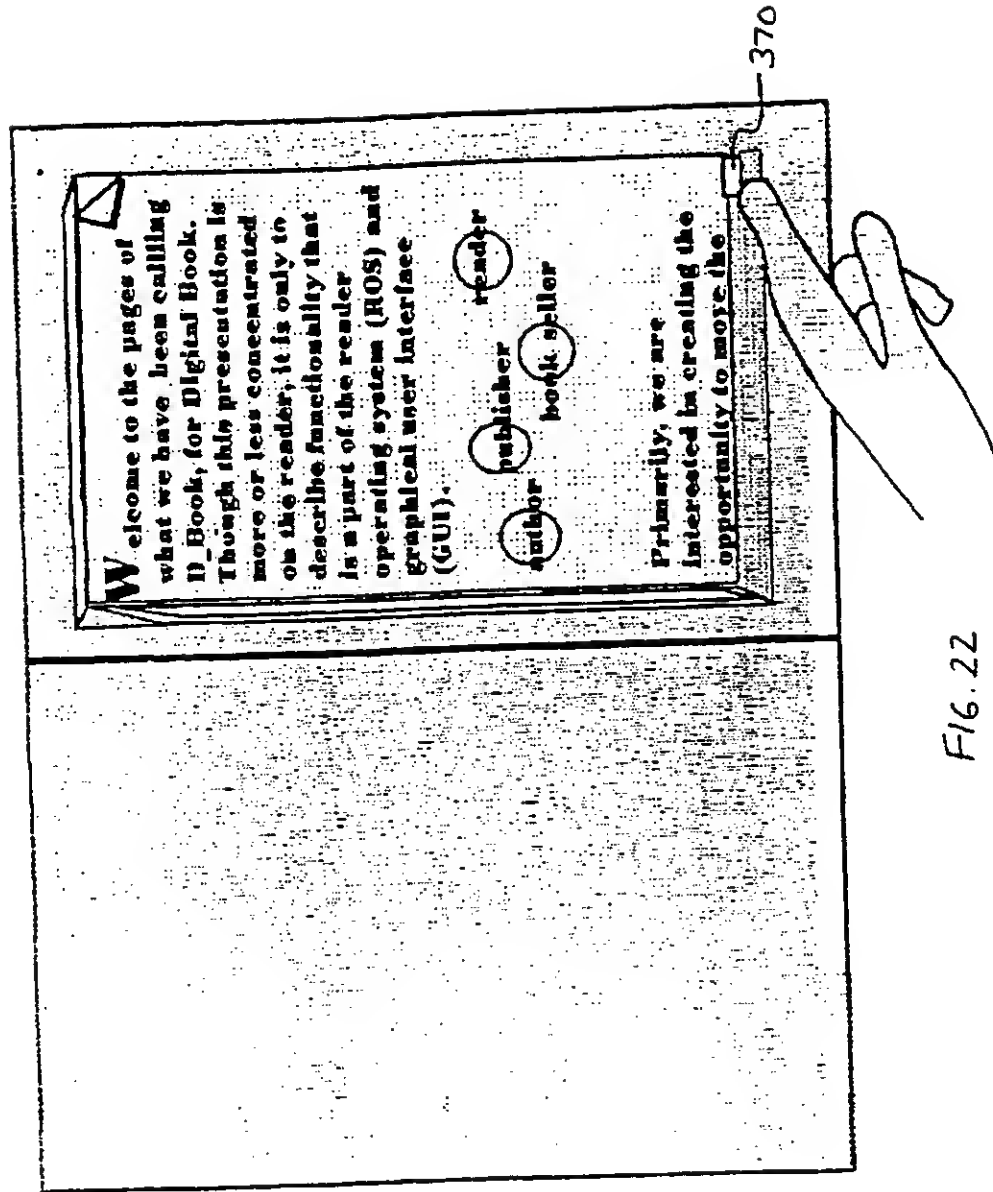 Welcome to the pages of
what we have been calling
D_Book, for Digital Book.
Though this presentation is
more or less concentrated
on the reader, it is only to
describe functionality that
is a part of the reader
operating system (ROS) and
graphical user interface
(GUI).
author
publisher
book seller
reader
Primarily, we are
interested in creating the
opportunity to move the
370
FIG. 22